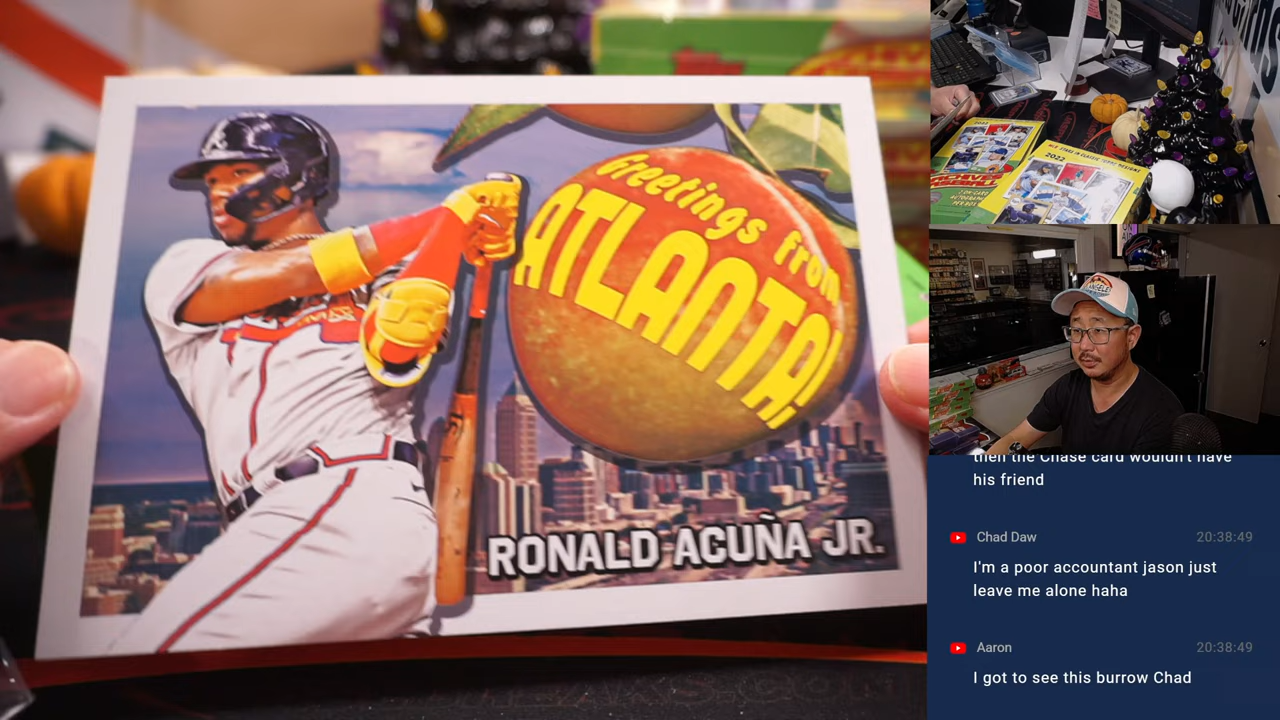 Greetings from
ATLANTA!
RONALD ACUÑA JR.
2022
2022
then the Chase card wouldn't have
his friend
Chad Daw
20:38:49
I'm a poor accountant jason just
leave me alone haha
Aaron
20:38:49
I got to see this burrow Chad